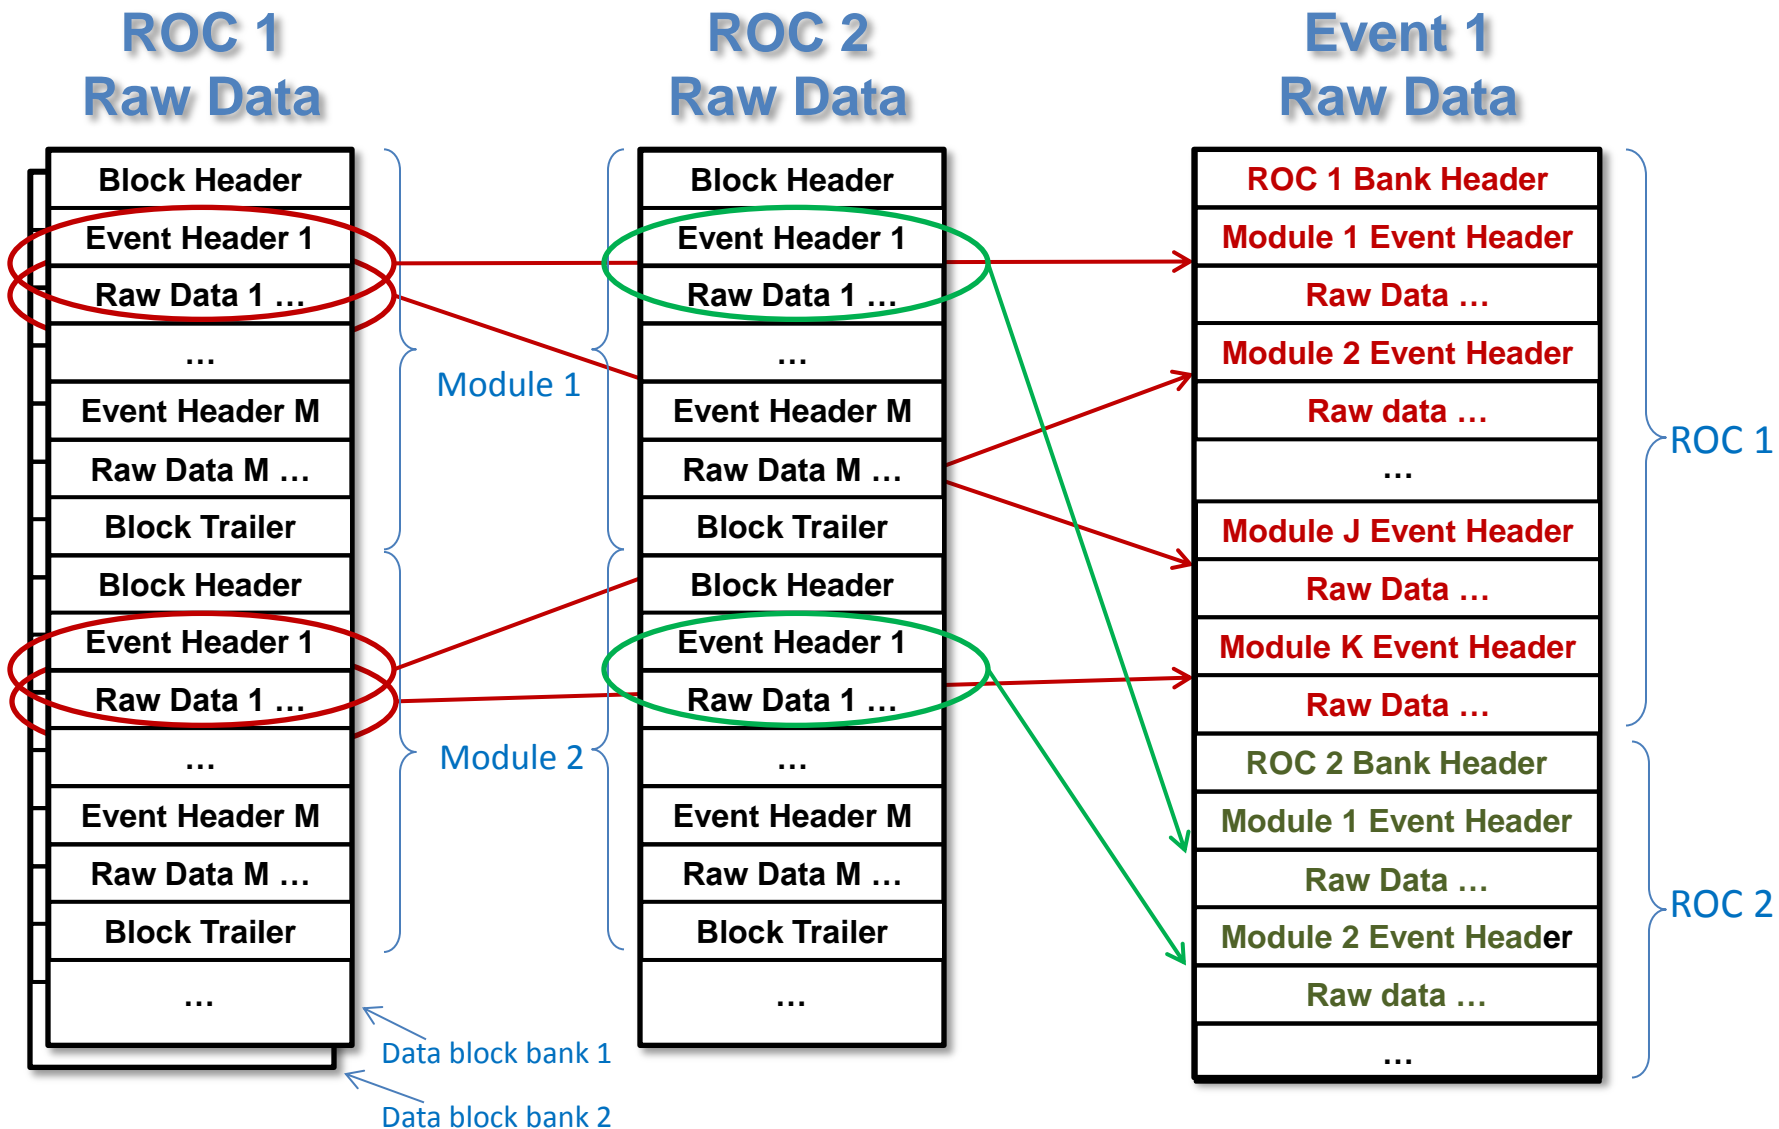 ROC 1
Raw Data
Block Header
Event Header 1
Raw Data 1 …
…
Event Header M
Raw Data M …
Block Trailer
Block Header
Event Header 1
Raw Data 1 …
…
Event Header M
Raw Data M …
Block Trailer
…
Module 1
Module 2
Data block bank 1
Data block bank 2
ROC 2
Raw Data
Block Header
Event Header 1
Raw Data 1 …
…
Event Header M
Raw Data M …
Block Trailer
Block Header
Event Header 1
Raw Data 1 …
…
Event Header M
Raw Data M …
Block Trailer
…
Event 1
Raw Data
ROC 1 Bank Header
Module 1 Event Header
Raw Data …
Module 2 Event Header
Raw data …
…
Module J Event Header
Raw Data …
Module K Event Header
Raw Data …
ROC 2 Bank Header
Module 1 Event Header
Raw Data …
Module 2 Event Header
Raw data …
…
ROC 1
ROC 2